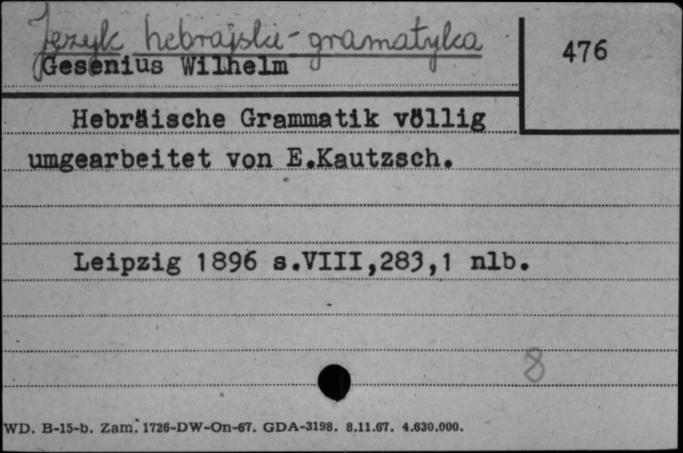 Język hebrajski - gramatyka
476
Gesenius Wilhelm
Hebräische Grammatik völlig
umgearbeitet von E.Kautzsch.
Leipzig 1896 s.VIII,283,1 nlb.
8
WD. B-15-b. Zam. 1726-DW-On-67. GDA-3198. 8.11.67. 4.630.000.